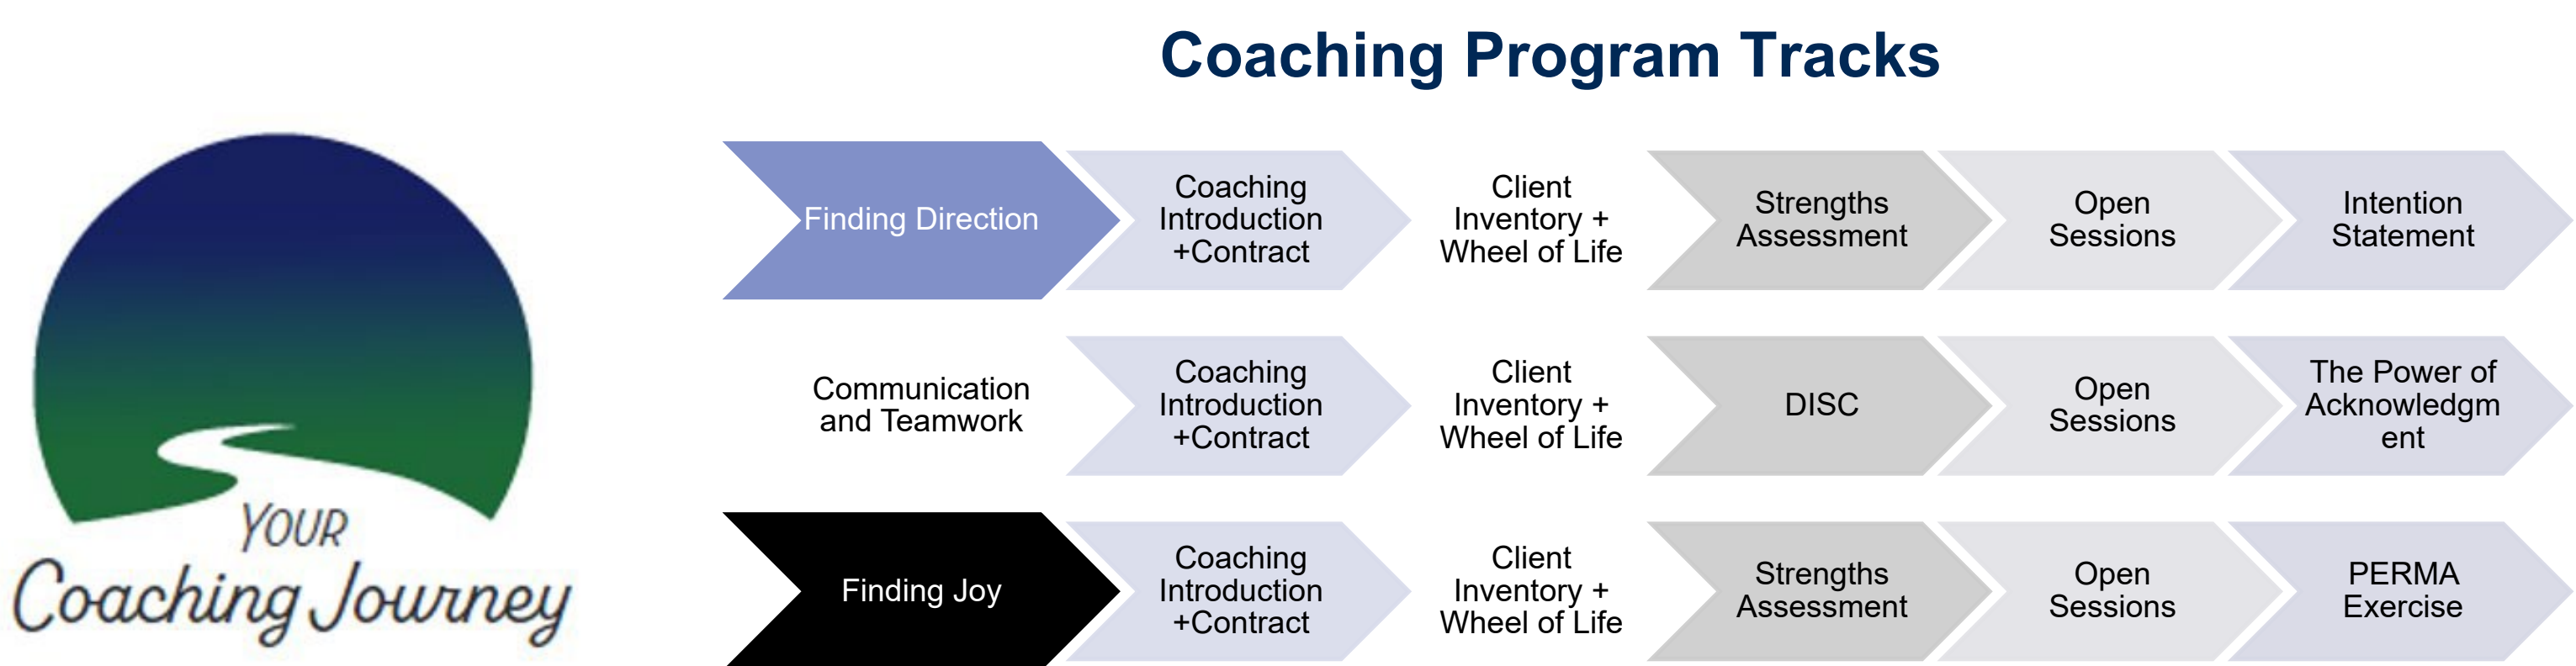 Coaching Program Tracks
YOUR
Coaching Journey
Finding Direction
Coaching
Introduction
+Contract
Client
Inventory +
Wheel of Life
Strengths
Assessment
Open
Sessions
Intention
Statement
Communication
and Teamwork
Coaching
Introduction
+Contract
Client
Inventory +
Wheel of Life
DISC
Open
Sessions
The Power of
Acknowledgm
ent
Finding Joy
Coaching
Introduction
+Contract
Client
Inventory +
Wheel of Life
Strengths
Assessment
Open
Sessions
PERMA
Exercise